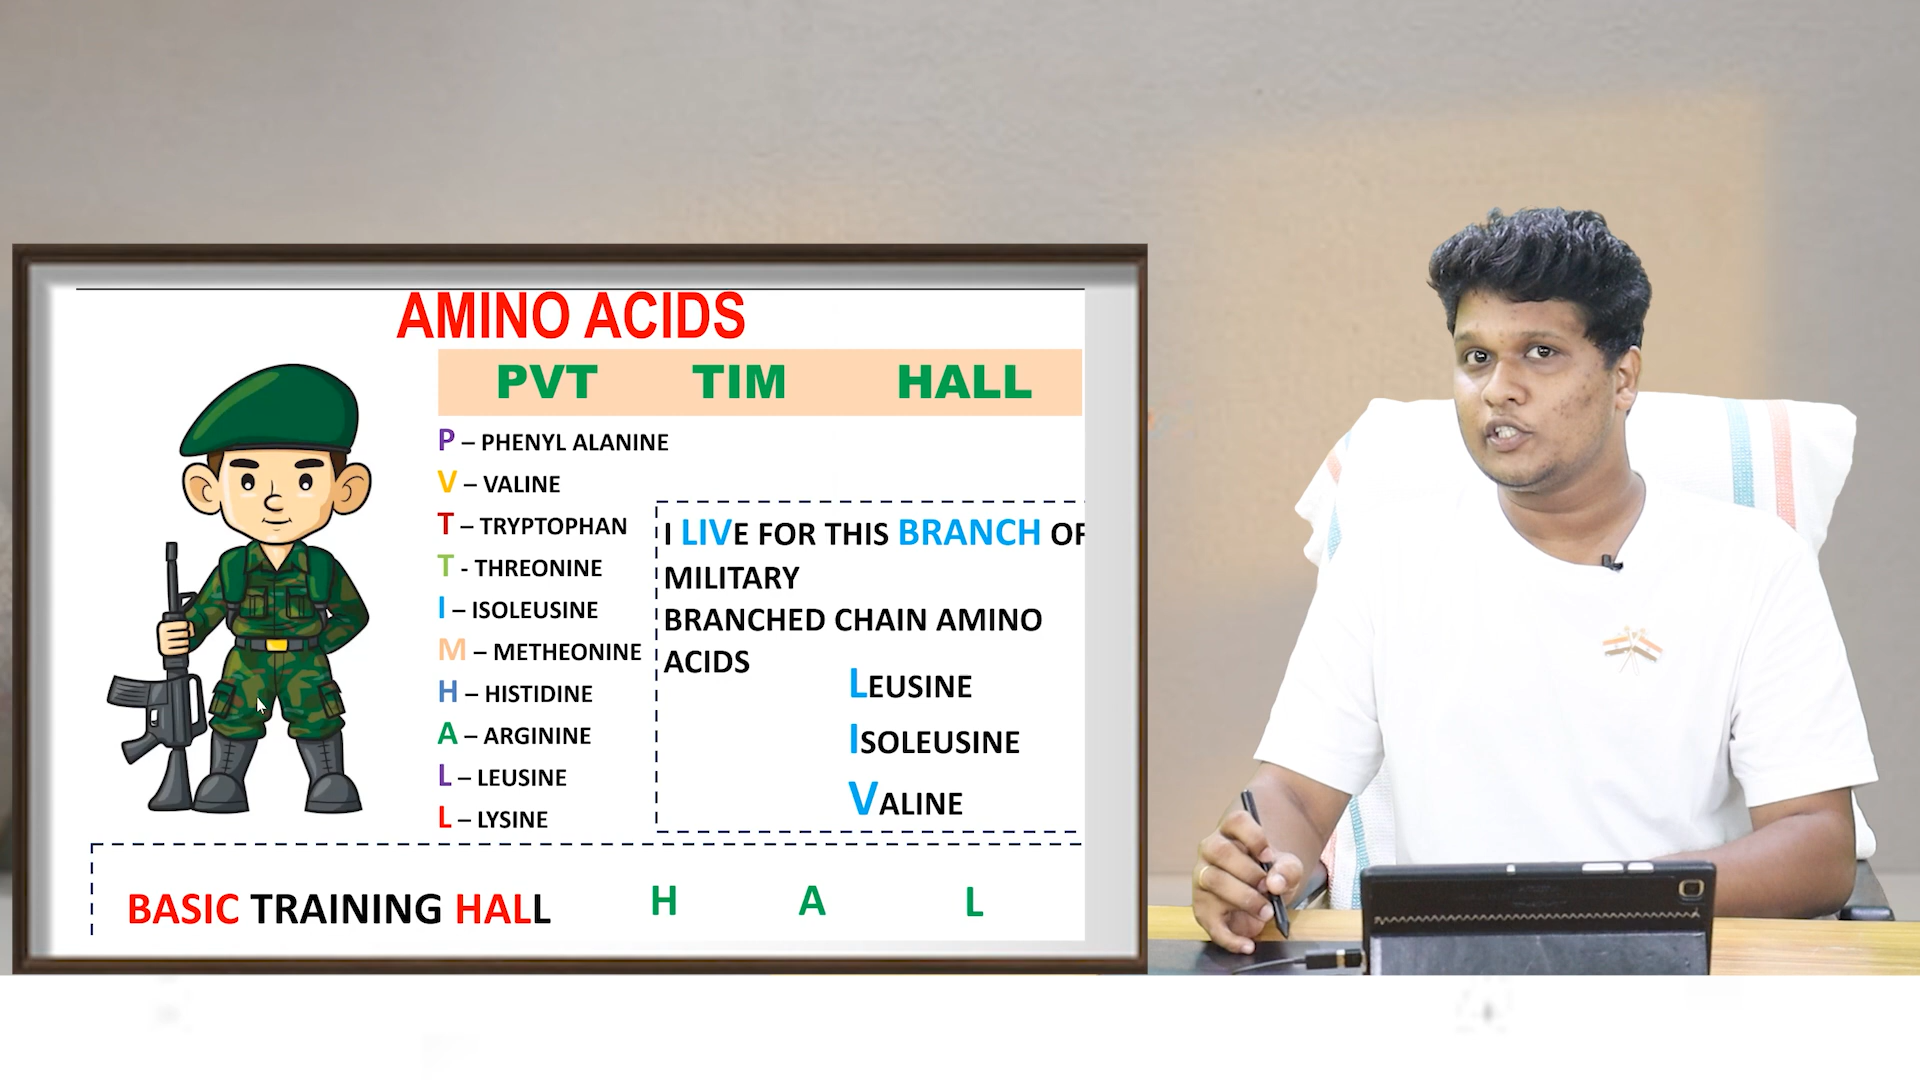 AMINO ACIDS
PVT TIM HALL
P – PHENYL ALANINE
V – VALINE
T – TRYPTOPHAN
T - THREONINE
I – ISOLEUSINE
M – METHEONINE
H – HISTIDINE
A – ARGININE
L – LEUSINE
L – LYSINE
I LIVE FOR THIS BRANCH OF
MILITARY
BRANCHED CHAIN AMINO
ACIDS
LEUSINE
ISOLEUSINE
VALINE
BASIC TRAINING HALL H A L